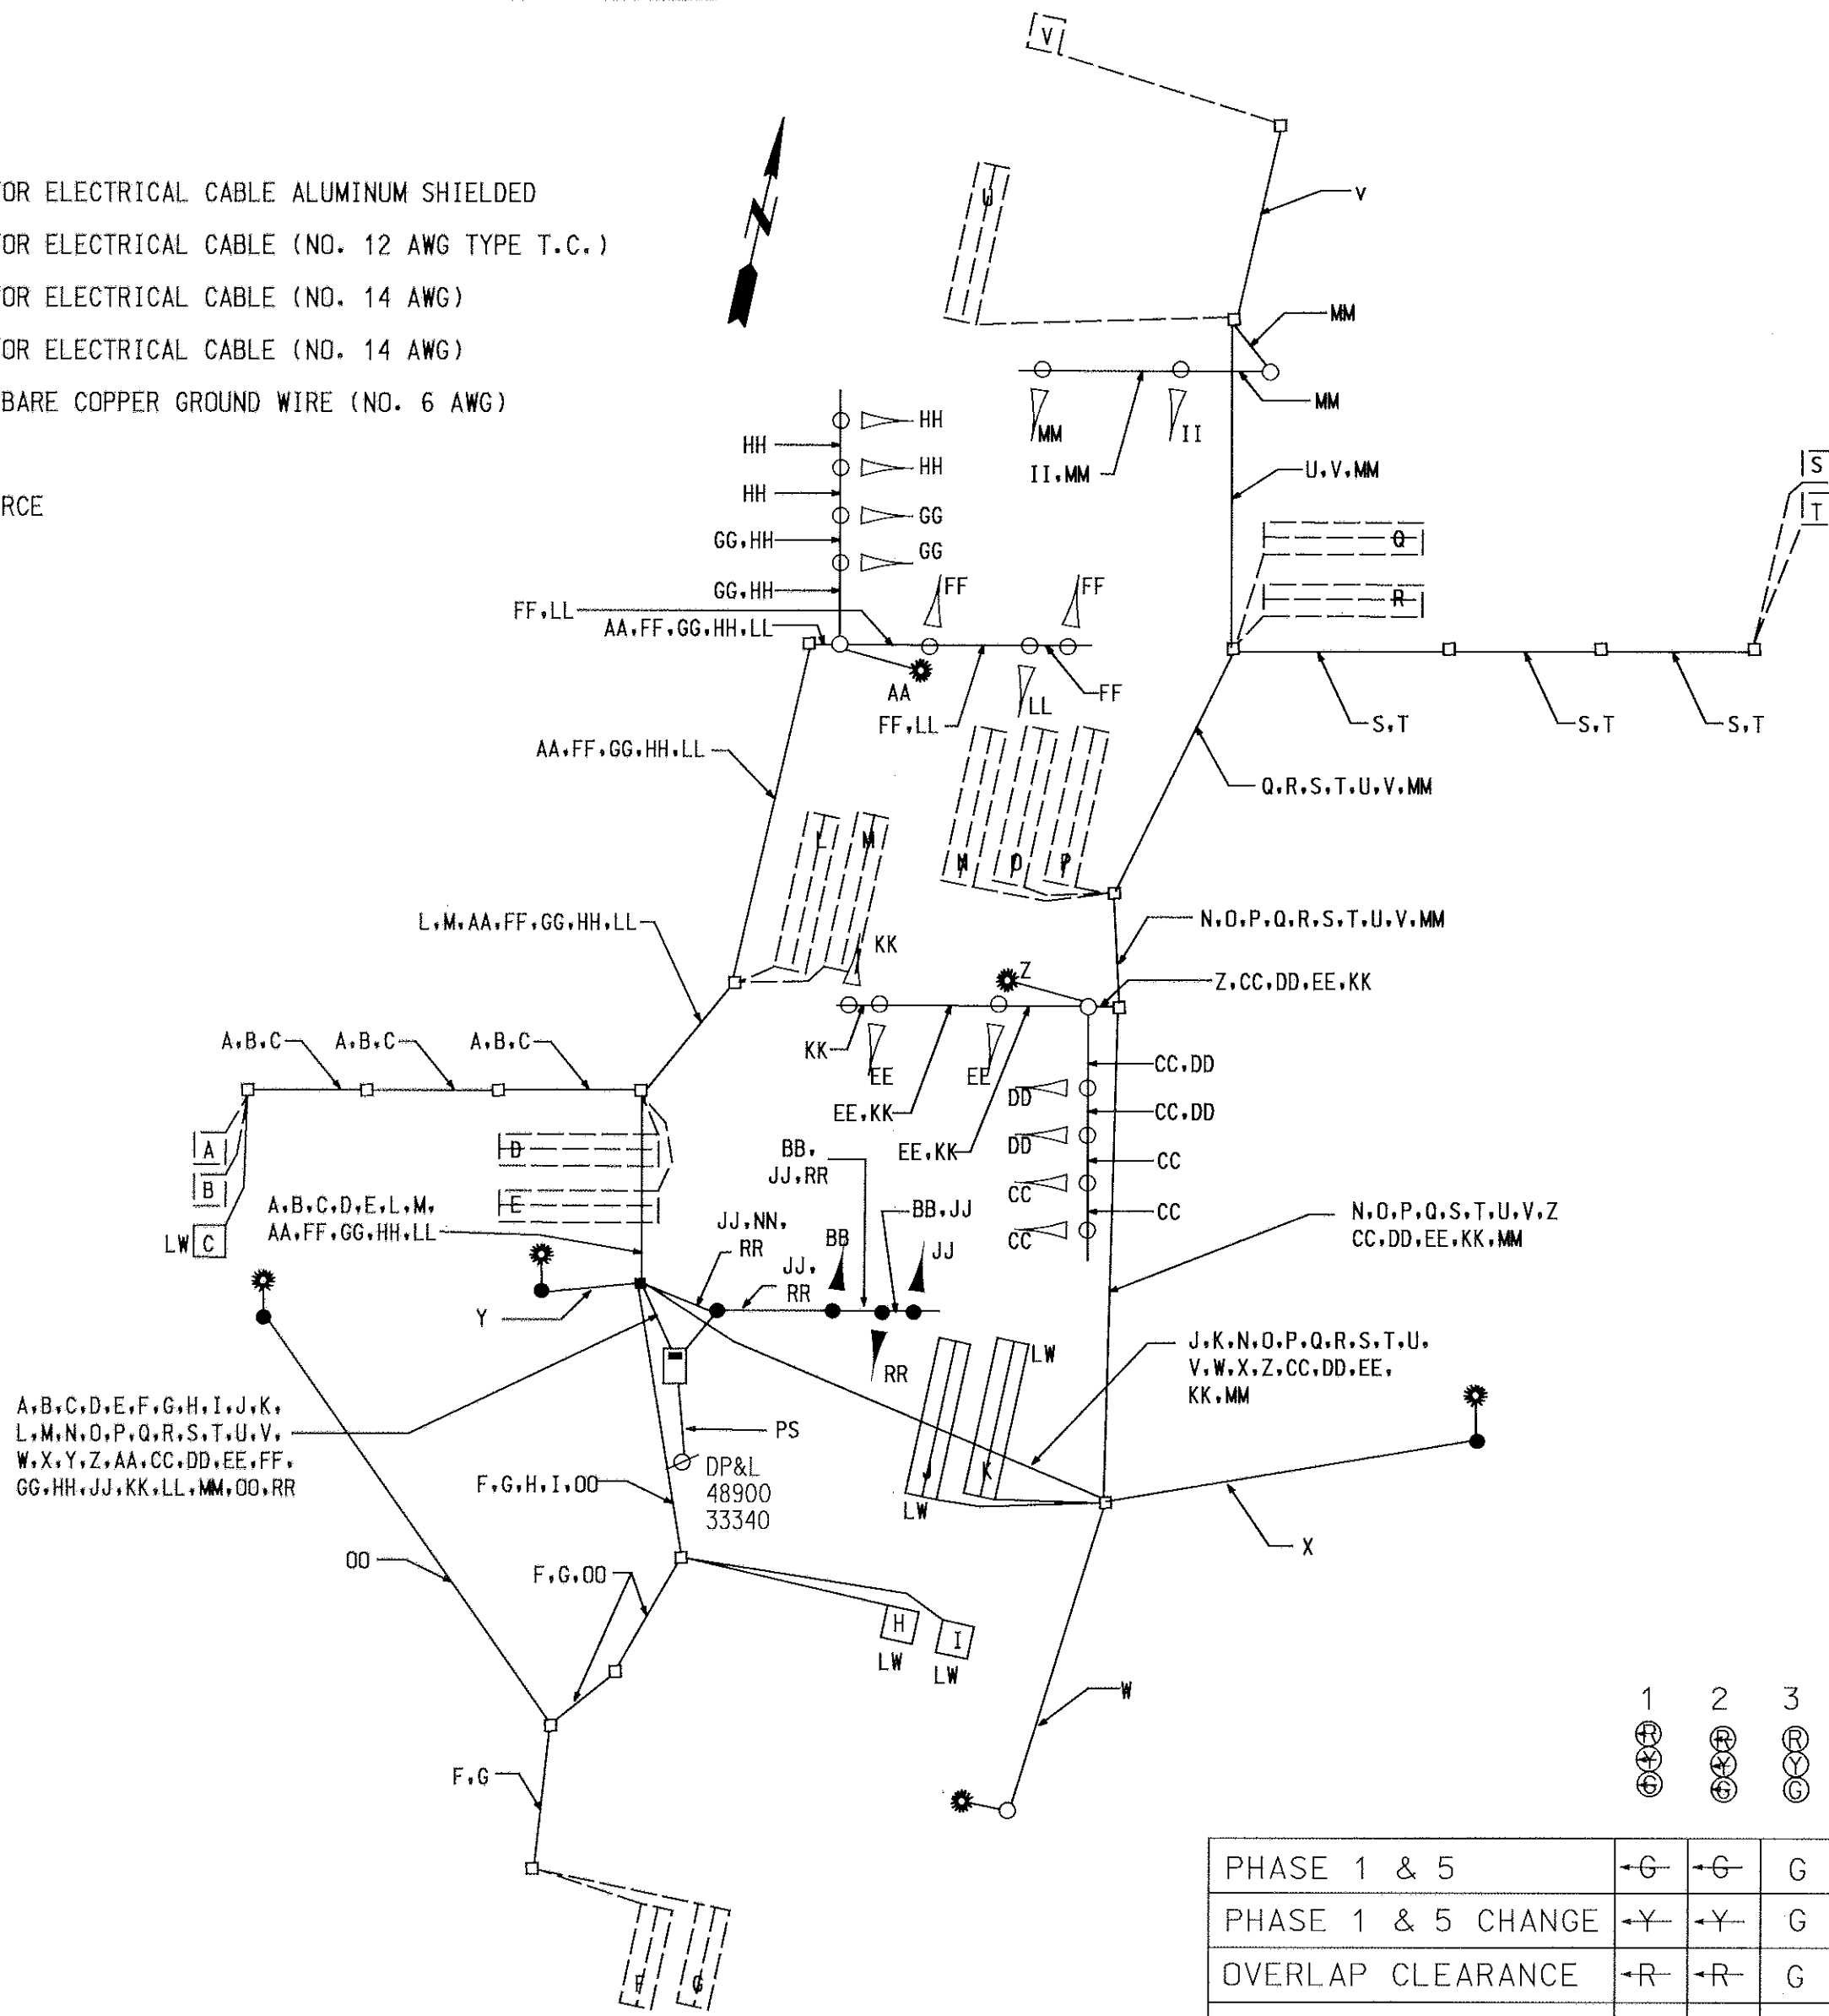 V
OR ELECTRICAL CABLE ALUMINUM SHIELDED
OR ELECTRICAL CABLE (NO. 12 AWG TYPE T.C.)
OR ELECTRICAL CABLE (NO. 14 AWG)
OR ELECTRICAL CABLE (NO. 14 AWG)
BARE COPPER GROUND WIRE (NO. 6 AWG)
RCE
N
U
V
MM
MM
MM
II
II,MM
U,V,MM
HH
HH
HH
HH
GG
GG,HH
GG
GG,HH
S
T
Q
R
FF
FF
FF,LL
AA,FF,GG,HH,LL
AA
LL
FF
FF,LL
S,T
S,T
S,T
AA,FF,GG,HH,LL
Q,R,S,T,U,V,MM
L
M
N
O
P
L,M,AA,FF,GG,HH,LL
KK
N,O,P,Q,R,S,T,U,V,MM
Z
Z,CC,DD,EE,KK
A,B,C
A,B,C
A,B,C
KK
EE
EE
CC,DD
DD
CC,DD
EE,KK
EE,KK
DD
CC
CC
CC
CC
A
B
LW
C
D
E
A,B,C,D,E,L,M,
AA,FF,GG,HH,LL
BB,
JJ,RR
JJ,NN,
RR
BB
BB,JJ
JJ
JJ,
RR
N,O,P,Q,S,T,U,V,Z
CC,DD,EE,KK,MM
Y
RR
LW
J,K,N,O,P,Q,R,S,T,U,
V,W,X,Z,CC,DD,EE,
KK,MM
A,B,C,D,E,F,G,H,I,J,K,
L,M,N,O,P,Q,R,S,T,U,V,
W,X,Y,Z,AA,CC,DD,EE,FF,
GG,HH,JJ,KK,LL,MM,OO,RR
PS
DP&L
48900
33340
J
K
LW
F,G,H,I,OO
X
OO
F,G,OO
H
LW
I
LW
W
F,G
F
G
1 2 3
R R R
Y Y Y
G G G
PHASE 1 & 5 G G G
PHASE 1 & 5 CHANGE Y Y G
OVERLAP CLEARANCE R R G